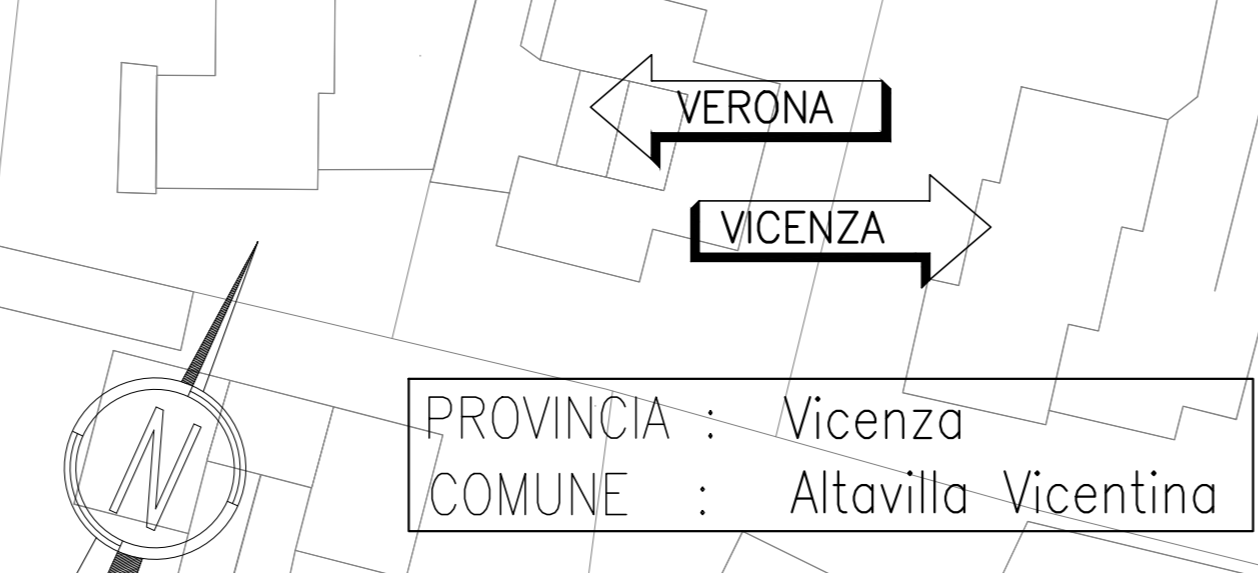 VERONA
VICENZA
N
PROVINCIA : Vicenza
COMUNE : Altavilla Vicentina